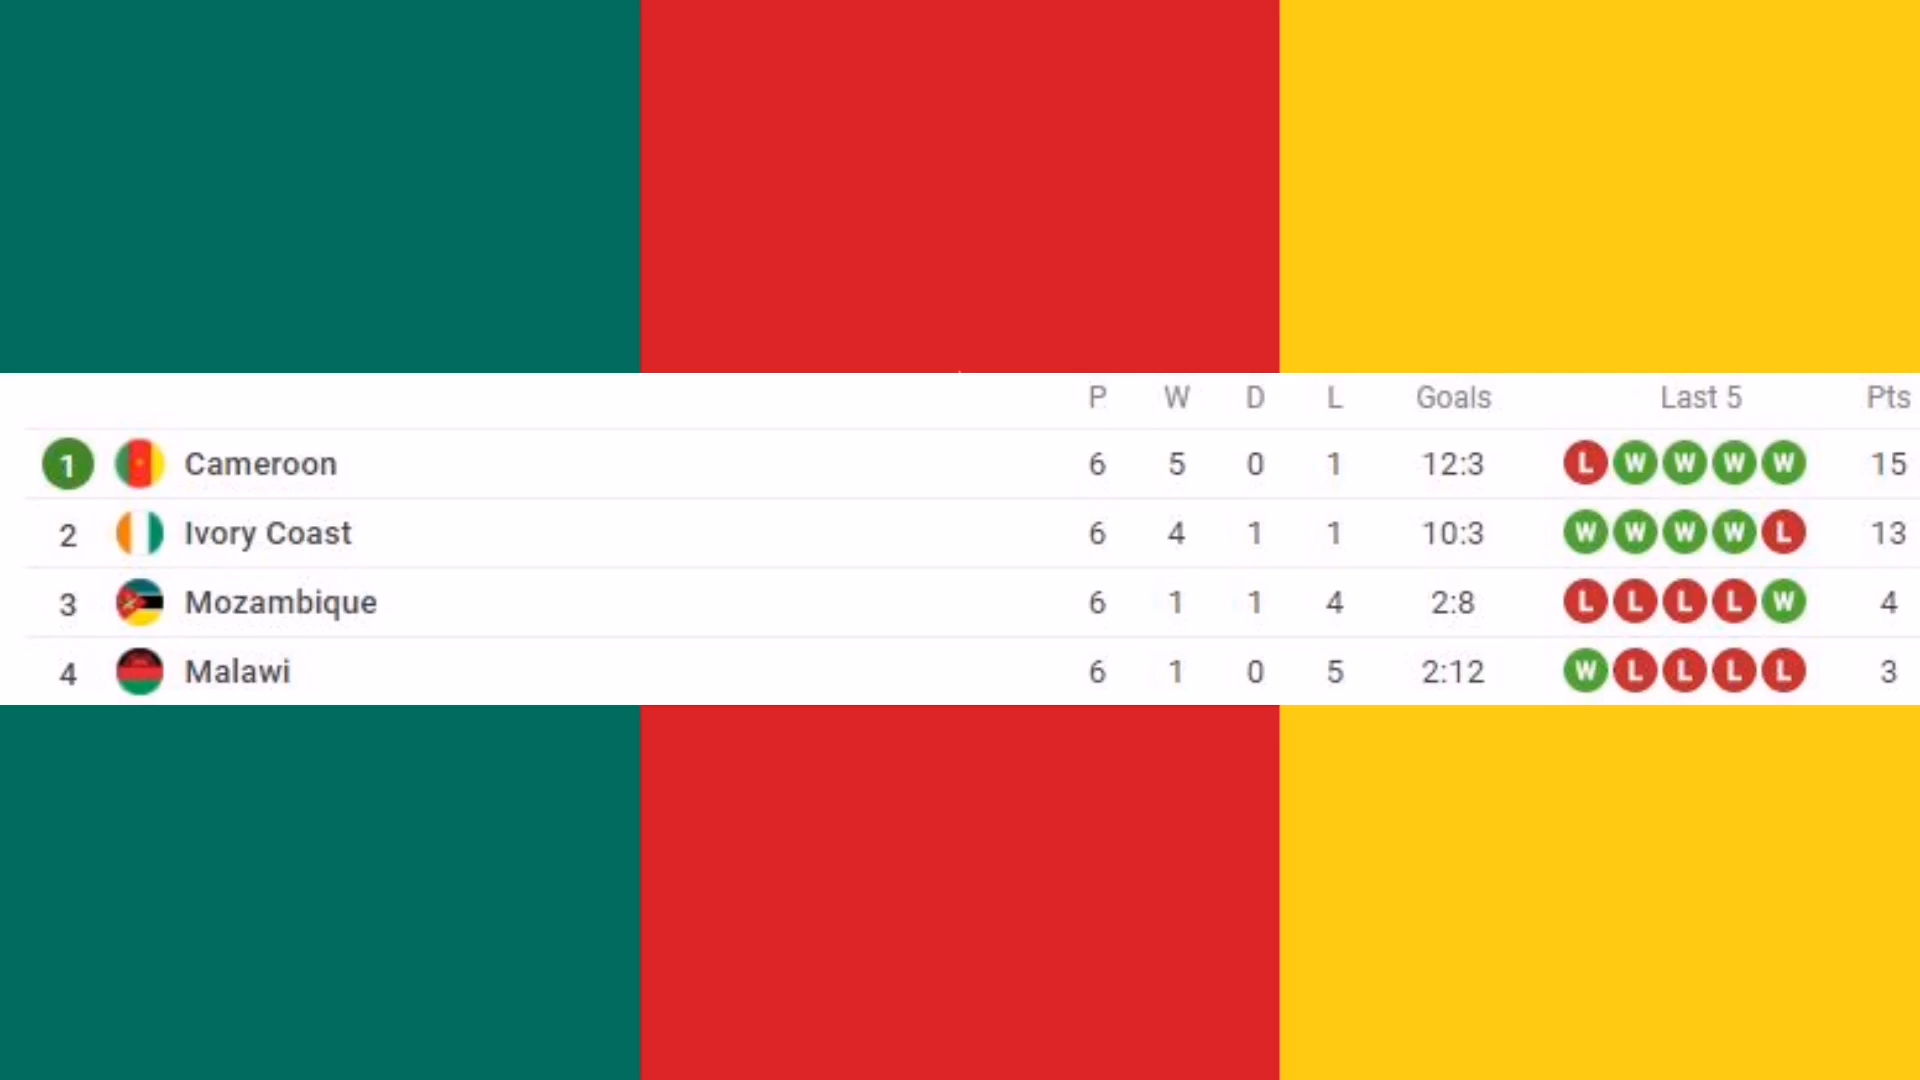 P W D L Goals Last 5 Pts
1 Cameroon 6 5 0 1 12:3 L W W W W 15
2 Ivory Coast 6 4 1 1 10:3 W W W W L 13
3 Mozambique 6 1 1 4 2:8 L L L L W 4
4 Malawi 6 1 0 5 2:12 W L L L L 3